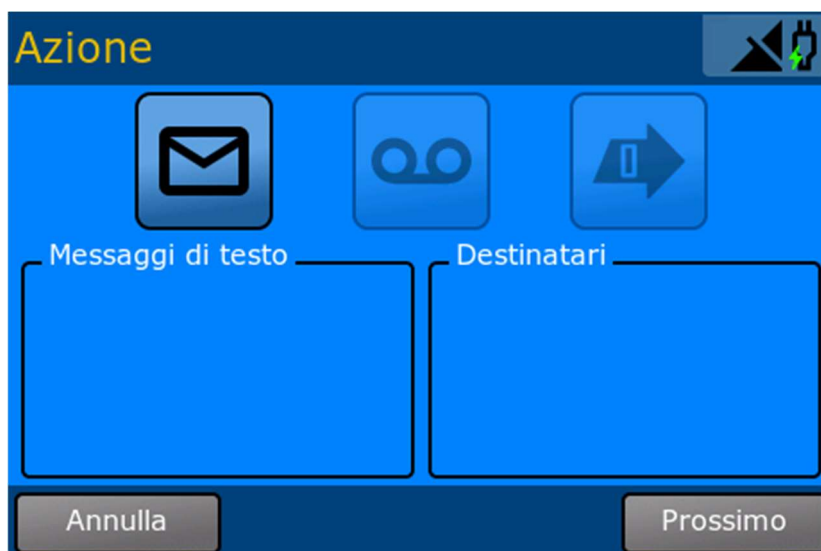 Azione
Messaggi di testo
Destinatari
Annulla
Prossimo